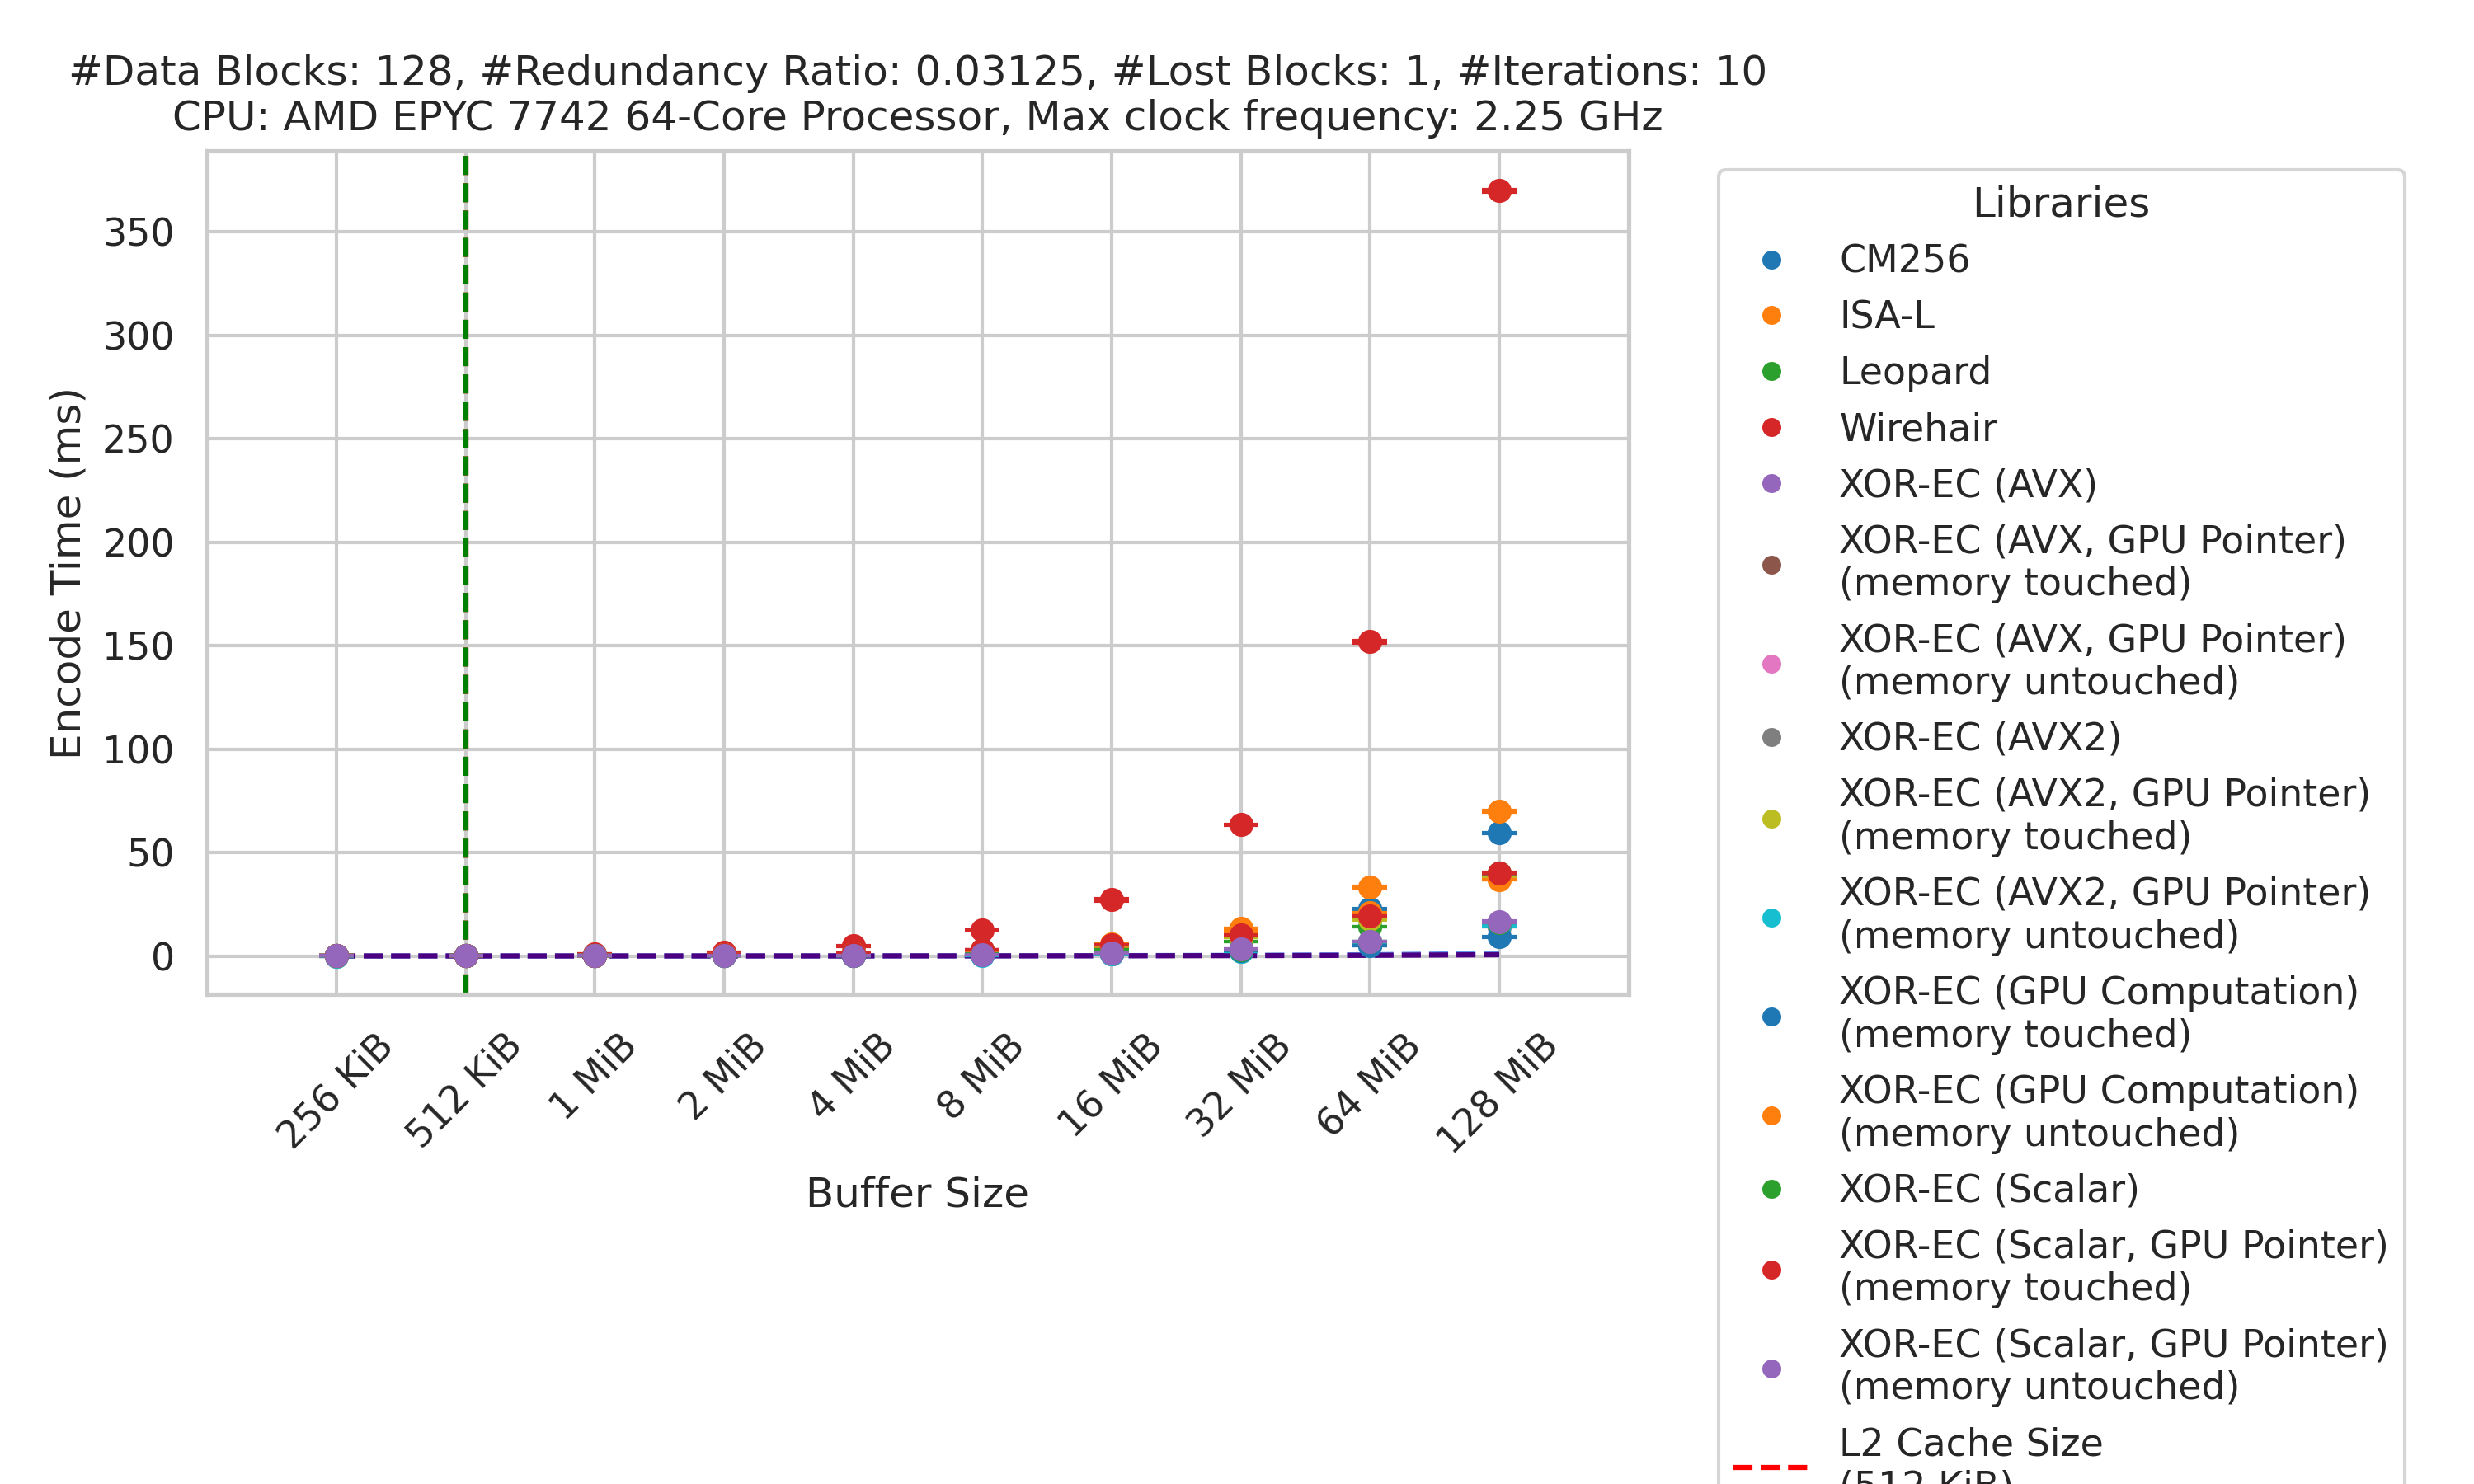 #Data Blocks: 128, #Redundancy Ratio: 0.03125, #Lost Blocks: 1, #Iterations: 10
CPU: AMD EPYC 7742 64-Core Processor, Max clock frequency: 2.25 GHz
Encode Time (ms)
350
300
250
200
150
100
50
0
256 KiB
512 KiB
1 MiB
2 MiB
4 MiB
8 MiB
16 MiB
32 MiB
64 MiB
128 MiB
Buffer Size
Libraries
CM256
ISA-L
Leopard
Wirehair
XOR-EC (AVX)
XOR-EC (AVX, GPU Pointer)
(memory touched)
XOR-EC (AVX, GPU Pointer)
(memory untouched)
XOR-EC (AVX2)
XOR-EC (AVX2, GPU Pointer)
(memory touched)
XOR-EC (AVX2, GPU Pointer)
(memory untouched)
XOR-EC (GPU Computation)
(memory touched)
XOR-EC (GPU Computation)
(memory untouched)
XOR-EC (Scalar)
XOR-EC (Scalar, GPU Pointer)
(memory touched)
XOR-EC (Scalar, GPU Pointer)
(memory untouched)
L2 Cache Size
(512 KiB)